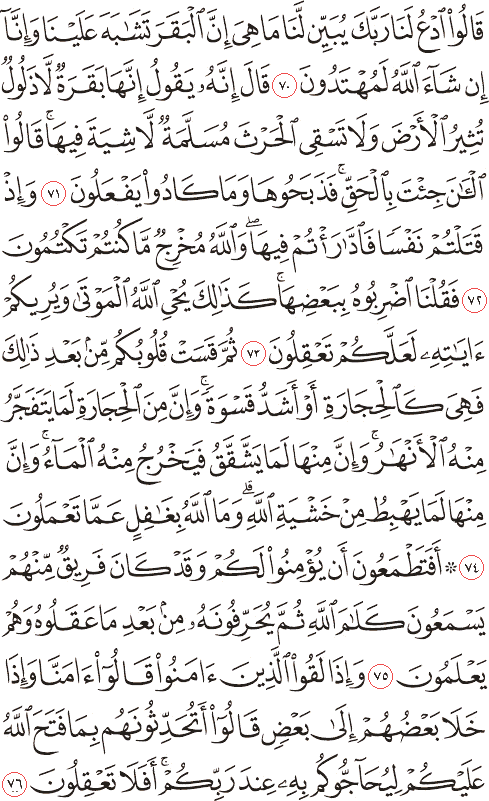 قَالُوا۟ ٱدْعُ لَنَا رَبَّكَ يُبَيِّن لَّنَا مَا هِىَ إِنَّ ٱلْبَقَرَ تَشَـٰبَهَ عَلَيْنَا وَإِنَّآ
إِن شَآءَ ٱللَّهُ لَمُهْتَدُونَ ٧٠ قَالَ إِنَّهُۥ يَقُولُ إِنَّهَا بَقَرَةٌ لَّا ذَلُولٌ
تُثِيرُ ٱلْأَرْضَ وَلَا تَسْقِى ٱلْحَرْثَ مُسَلَّمَةٌ لَّا شِيَةَ فِيهَا ۚ قَالُوا۟
ٱلْـَٔـٰنَ جِئْتَ بِٱلْحَقِّ ۚ فَذَبَحُوهَا وَمَا كَادُوا۟ يَفْعَلُونَ ٧١ وَإِذْ
قَتَلْتُمْ نَفْسًا فَٱدَّٰرَْٰٔتُمْ فِيهَا ۖ وَٱللَّهُ مُخْرِجٌ مَّا كُنتُمْ تَكْتُمُونَ
٧٢ فَقُلْنَا ٱضْرِبُوهُ بِبَعْضِهَا ۚ كَذَٰلِكَ يُحْىِ ٱللَّهُ ٱلْمَوْتَىٰ وَيُرِيكُمْ
ءَايَـٰتِهِۦ لَعَلَّكُمْ تَعْقِلُونَ ٧٣ ثُمَّ قَسَتْ قُلُوبُكُم مِّنۢ بَعْدِ ذَٰلِكَ
فَهِىَ كَٱلْحِجَارَةِ أَوْ أَشَدُّ قَسْوَةً ۚ وَإِنَّ مِنَ ٱلْحِجَارَةِ لَمَا يَتَفَجَّرُ
مِنْهُ ٱلْأَنْهَـٰرُ ۚ وَإِنَّ مِنْهَا لَمَا يَشَّقَّقُ فَيَخْرُجُ مِنْهُ ٱلْمَآءُ ۚ وَإِنَّ
مِنْهَا لَمَا يَهْبِطُ مِنْ خَشْيَةِ ٱللَّهِ ۗ وَمَا ٱللَّهُ بِغَـٰفِلٍ عَمَّا تَعْمَلُونَ
٧٤ ۞ أَفَتَطْمَعُونَ أَن يُؤْمِنُوا۟ لَكُمْ وَقَدْ كَانَ فَرِيقٌ مِّنْهُمْ
يَسْمَعُونَ كَلَـٰمَ ٱللَّهِ ثُمَّ يُحَرِّفُونَهُۥ مِنۢ بَعْدِ مَا عَقَلُوهُ وَهُمْ
يَعْلَمُونَ ٧٥ وَإِذَا لَقُوا۟ ٱلَّذِينَ ءَامَنُوا۟ قَالُوٓا۟ ءَامَنَّا وَإِذَا
خَلَا بَعْضُهُمْ إِلَىٰ بَعْضٍ قَالُوٓا۟ أَتُحَدِّثُونَهُم بِمَا فَتَحَ ٱللَّهُ
عَلَيْكُمْ لِيُحَآجُّوكُم بِهِۦ عِندَ رَبِّكُمْ ۚ أَفَلَا تَعْقِلُونَ ٧٦